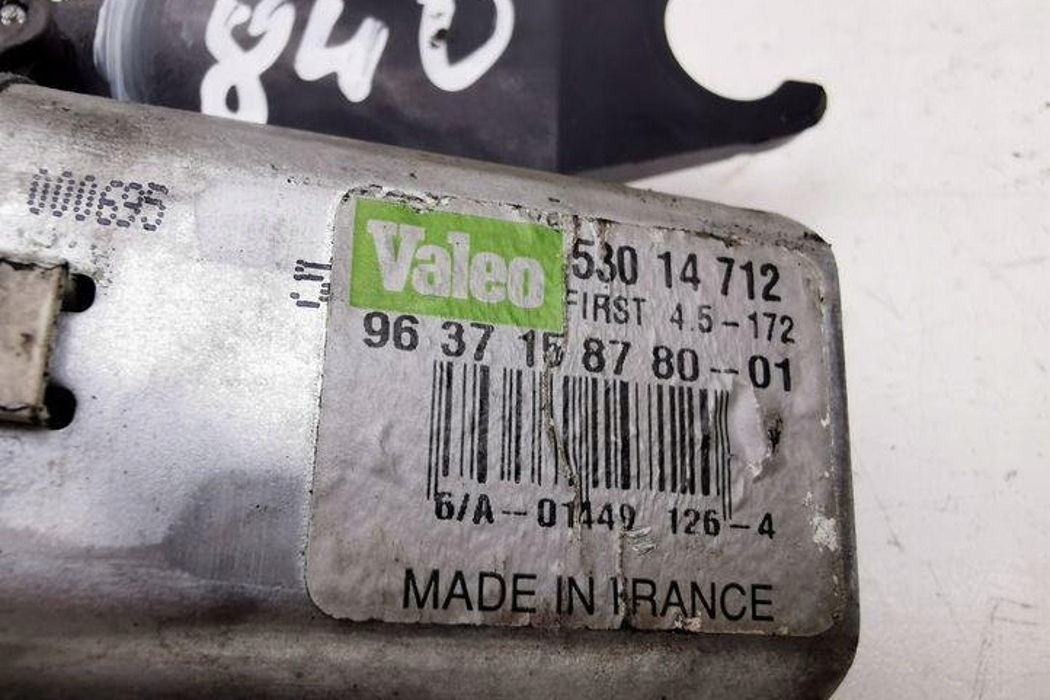 840
Valeo
530 14 712
FIRST 4.5-172
96 37 15 87 80--01
6/A-01449 126-4
MADE IN FRANCE